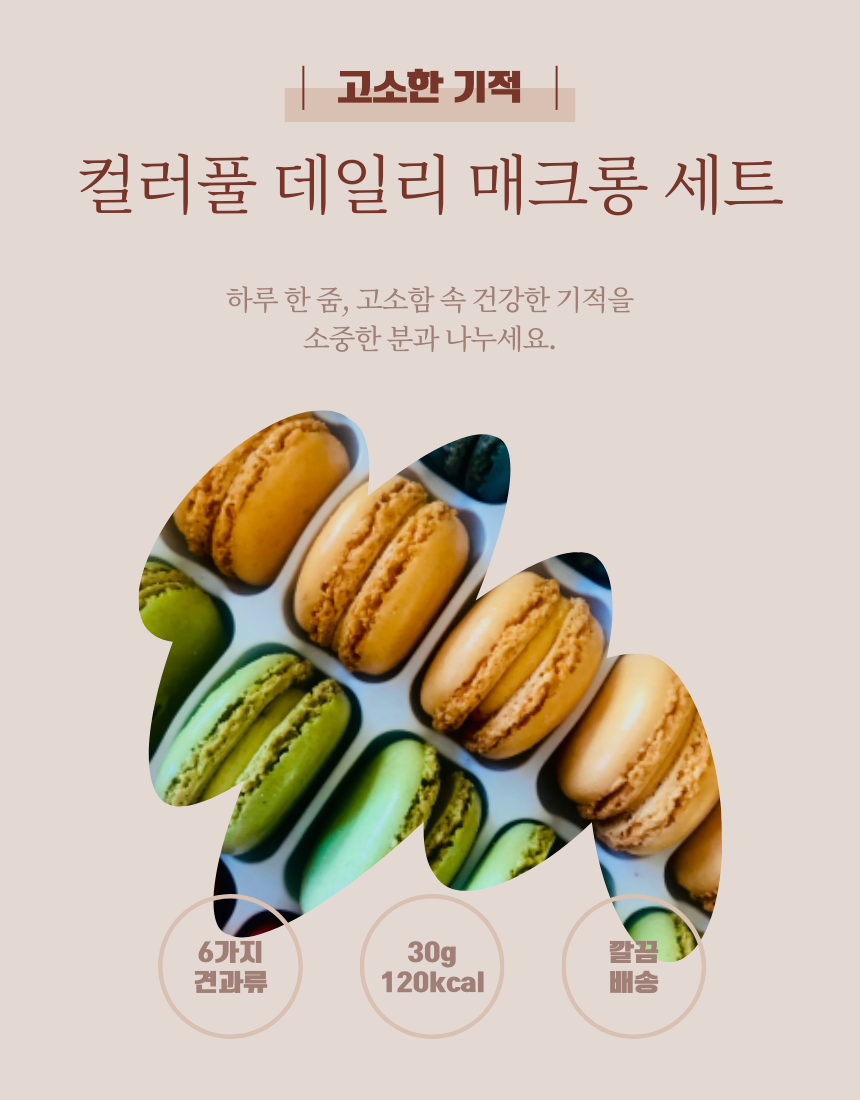 고소한 기적
컬러풀 데일리 매크롱 세트
하루 한 줌, 고소함 속 건강한 기적을
소중한 분과 나누세요.
6가지
견과류
30g
120kcal
깔끔
배송